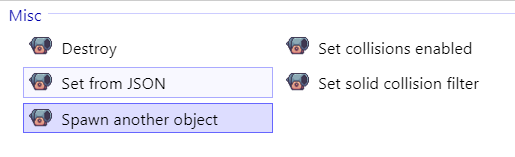 Misc
Destroy
Set collisions enabled
Set from JSON
Set solid collision filter
Spawn another object